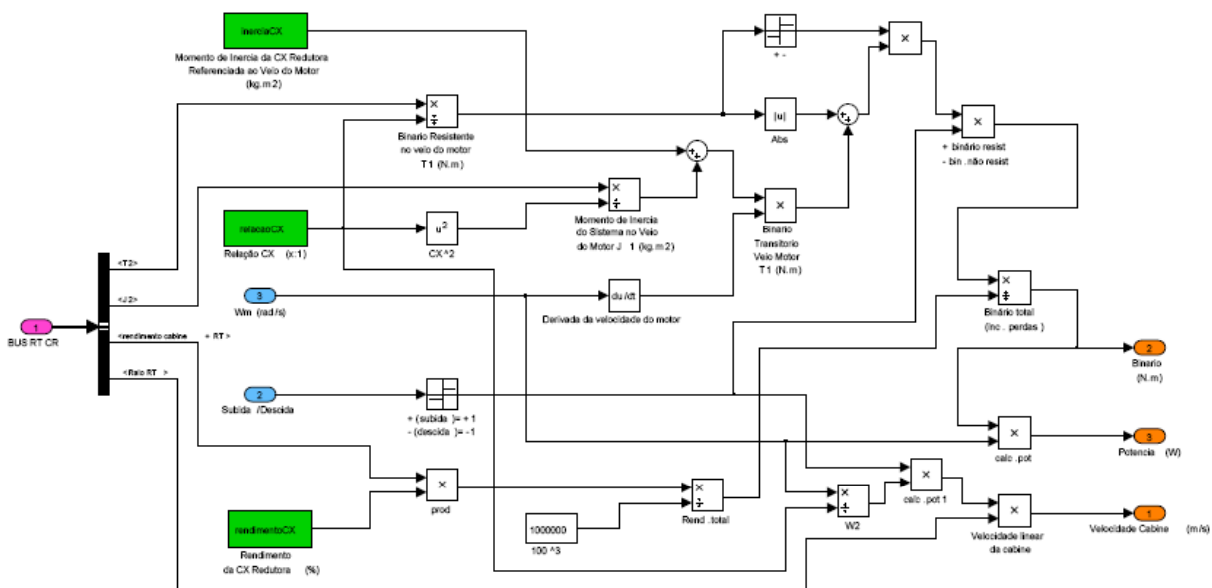 inerciaCX
Momento de Inercia da CX Redutora
Referenciada ao Veio do Motor
(kg.m2)
+ -
×
×
÷
Binario Resistente
no veio do motor
T1 (N.m)
|u|
Abs
+
+
×
+ binário resist
- bin .não resist
+
+
×
÷
Momento de Inercia
do Sistema no Veio
do Motor J 1 (kg.m2)
×
Binario
Transitorio
Veio Motor
T1 (N.m)
relacaoCX
Relação CX (x:1)
u²
CX^2
<T2>
<J2>
<rendimento cabine + RT>
<Raio RT >
1
BUS RT CR
3
Wm (rad/s)
du/dt
Derivada da velocidade do motor
×
÷
Binário total
(inc . perdas )
2
Binario
(N.m)
2
Subida /Descida
+ (subida )= + 1
- (descida )= -1
×
calc .pot
3
Potencia (W)
×
prod
×
÷
Rend .total
1000000
100 ^3
×
÷
W2
×
calc .pot 1
×
Velocidade linear
da cabine
1
Velocidade Cabine (m/s)
rendimentoCX
Rendimento
da CX Redutora (%)